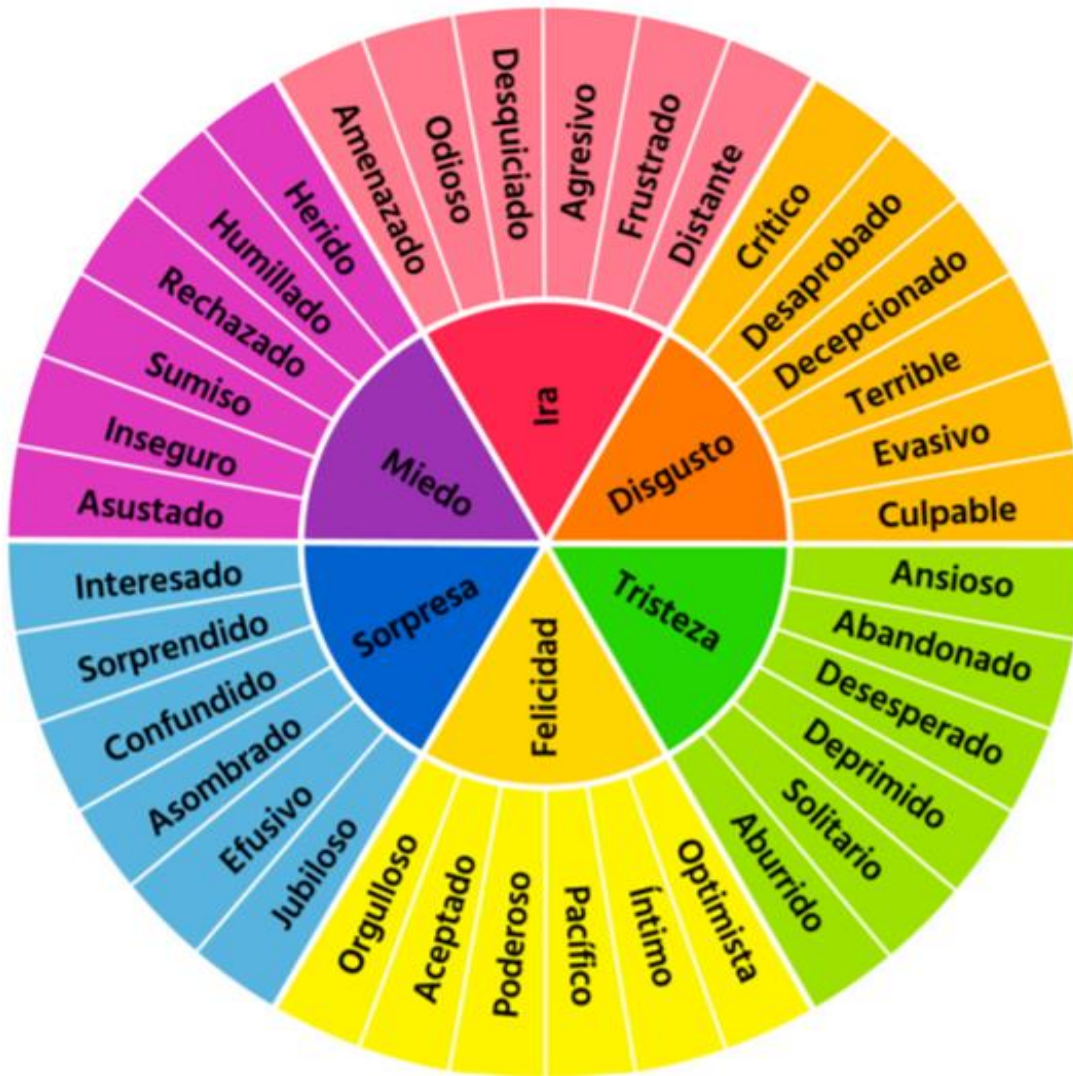 Ira
Amenazado
Odioso
Desquiciado
Agresivo
Frustrado
Distante
Disgusto
Crítico
Desaprobado
Decepcionado
Terrible
Evasivo
Culpable
Tristeza
Ansioso
Abandonado
Desesperado
Deprimido
Solitario
Aburrido
Felicidad
Optimista
Íntimo
Pacífico
Poderoso
Aceptado
Orgulloso
Sorpresa
Jubiloso
Efusivo
Asombrado
Confundido
Sorprendido
Interesado
Miedo
Asustado
Inseguro
Sumiso
Rechazado
Humillado
Herido